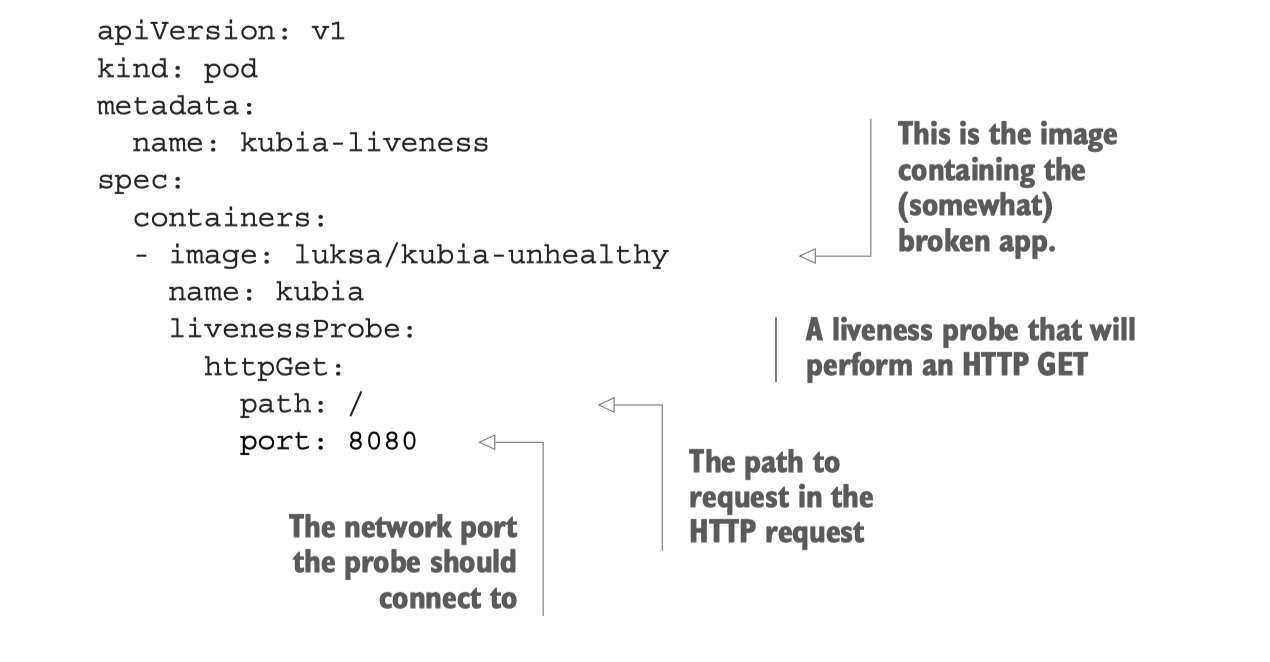 apiVersion: v1
kind: pod
metadata:
  name: kubia-liveness
spec:
  containers:
  - image: luksa/kubia-unhealthy
    name: kubia
    livenessProbe:
      httpGet:
        path: /
        port: 8080
This is the image
containing the
(somewhat)
broken app.
A liveness probe that will
perform an HTTP GET
The path to
request in the
HTTP request
The network port
the probe should
connect to